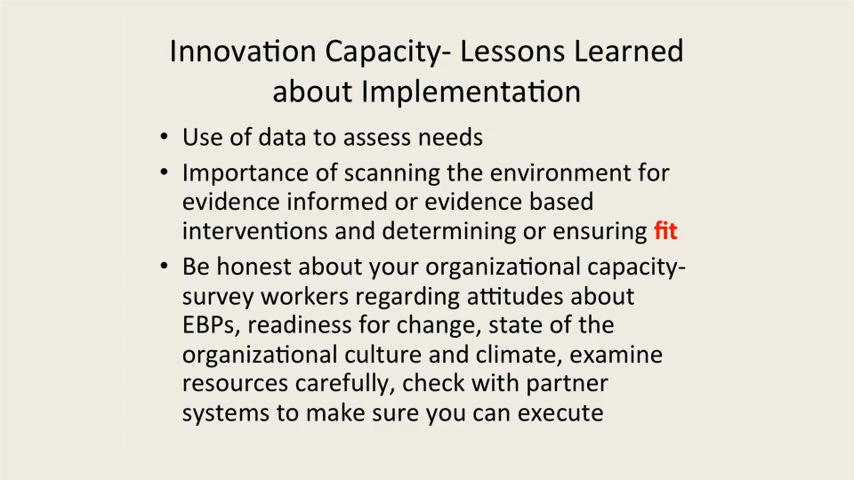 Innovation Capacity- Lessons Learned
about Implementation
• Use of data to assess needs
• Importance of scanning the environment for
evidence informed or evidence based
interventions and determining or ensuring fit
• Be honest about your organizational capacity-
survey workers regarding attitudes about
EBPs, readiness for change, state of the
organizational culture and climate, examine
resources carefully, check with partner
systems to make sure you can execute